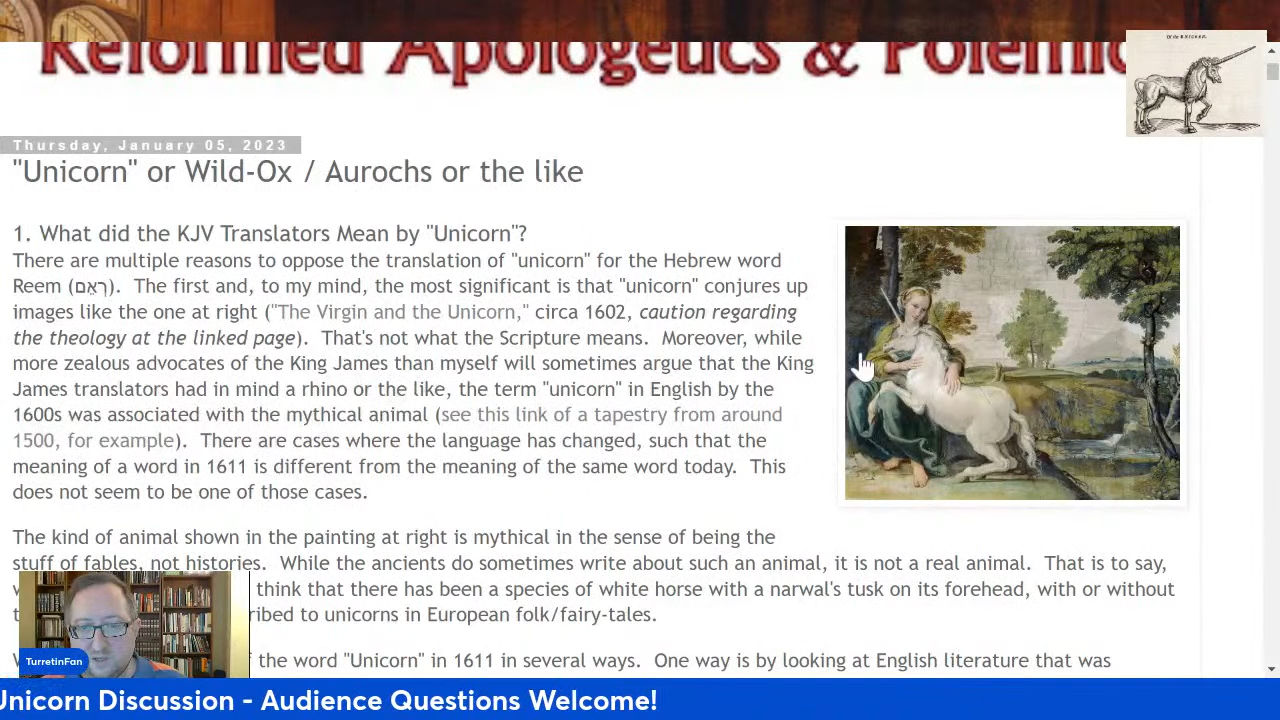 Reformed Apologetics & Polemic
Of the UNICORN.
Thursday, January 05, 2023
"Unicorn" or Wild-Ox / Aurochs or the like
1. What did the KJV Translators Mean by "Unicorn"?
There are multiple reasons to oppose the translation of "unicorn" for the Hebrew word
Reem (רְאֵם). The first and, to my mind, the most significant is that "unicorn" conjures up
images like the one at right ("The Virgin and the Unicorn," circa 1602, caution regarding
the theology at the linked page). That's not what the Scripture means. Moreover, while
more zealous advocates of the King James than myself will sometimes argue that the King
James translators had in mind a rhino or the like, the term "unicorn" in English by the
1600s was associated with the mythical animal (see this link of a tapestry from around
1500, for example). There are cases where the language has changed, such that the
meaning of a word in 1611 is different from the meaning of the same word today. This
does not seem to be one of those cases.
The kind of animal shown in the painting at right is mythical in the sense of being the
stuff of fables, not histories. While the ancients do sometimes write about such an animal, it is not a real animal. That is to say,
think that there has been a species of white horse with a narwal's tusk on its forehead, with or without
ribed to unicorns in European folk/fairy-tales.
the word "Unicorn" in 1611 in several ways. One way is by looking at English literature that was
TurretinFan
Unicorn Discussion - Audience Questions Welcome!